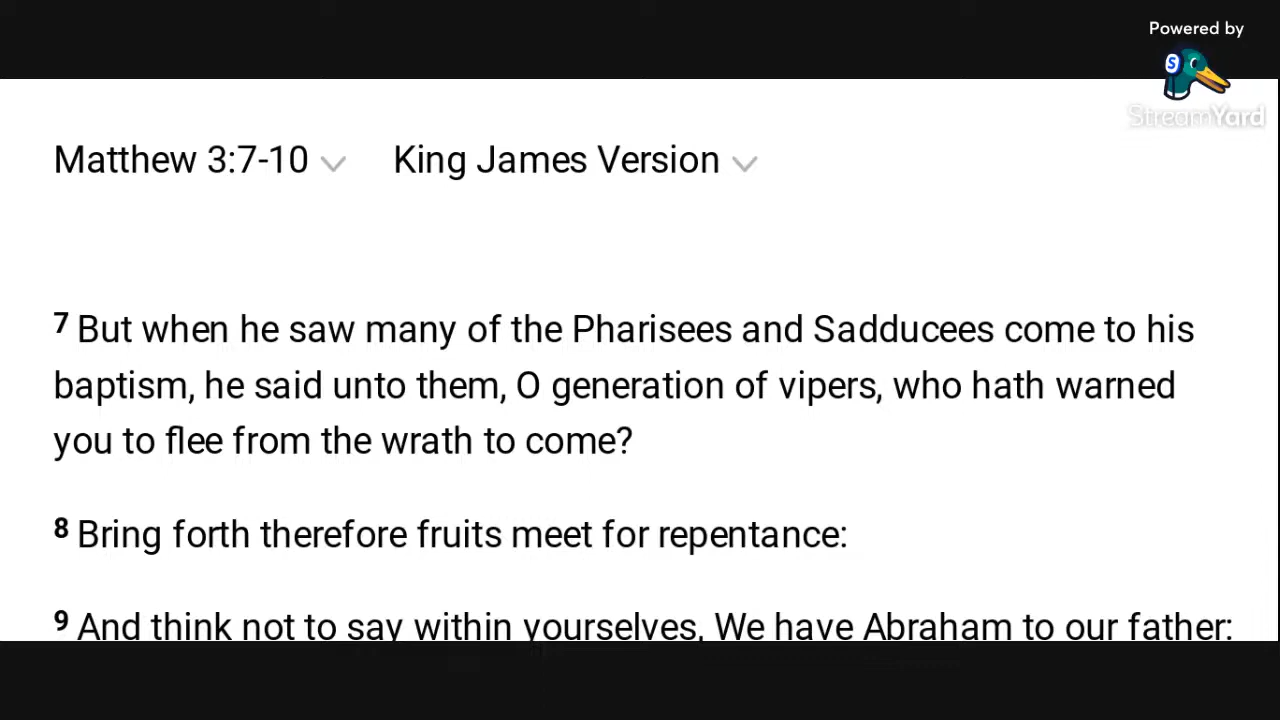 Powered by
S
StreamYard
Matthew 3:7-10 King James Version
7 But when he saw many of the Pharisees and Sadducees come to his
baptism, he said unto them, O generation of vipers, who hath warned
you to flee from the wrath to come?
8 Bring forth therefore fruits meet for repentance:
9 And think not to say within yourselves, We have Abraham to our father: